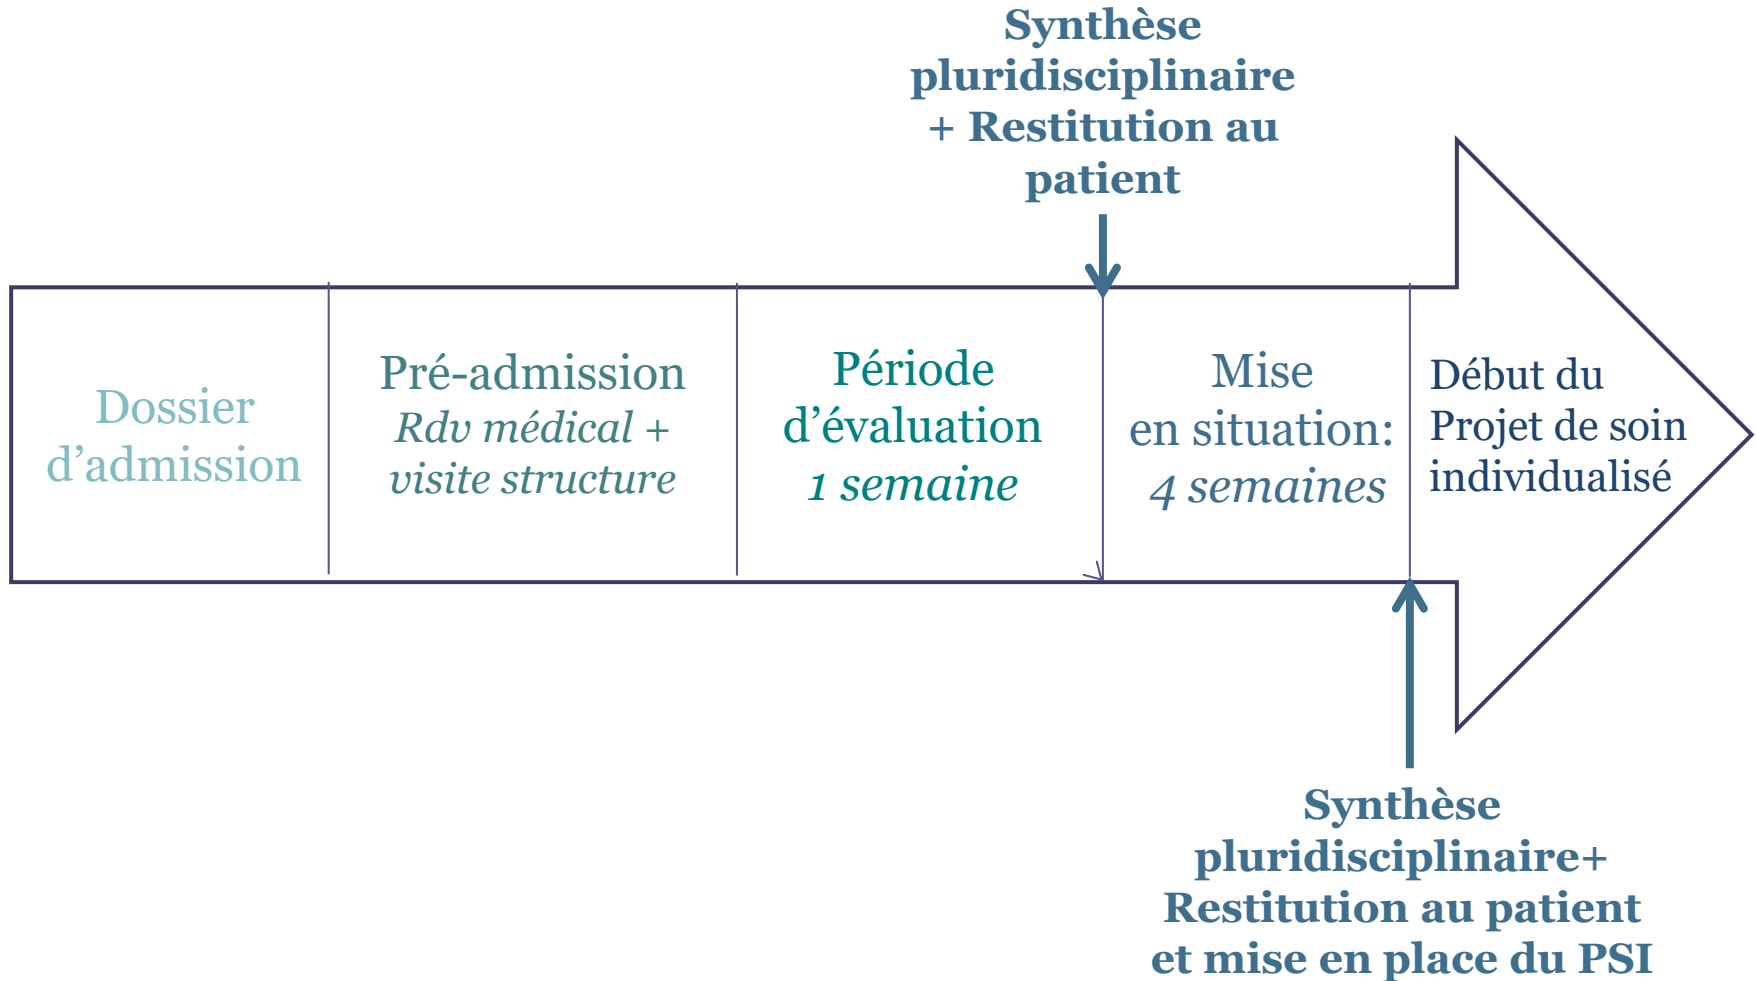 Synthèse
pluridisciplinaire
+ Restitution au
patient
Dossier
d'admission
Pré-admission
Rdv médical +
visite structure
Période
d'évaluation
1 semaine
Mise
en situation:
4 semaines
Début du
Projet de soin
individualisé
Synthèse
pluridisciplinaire+
Restitution au patient
et mise en place du PSI